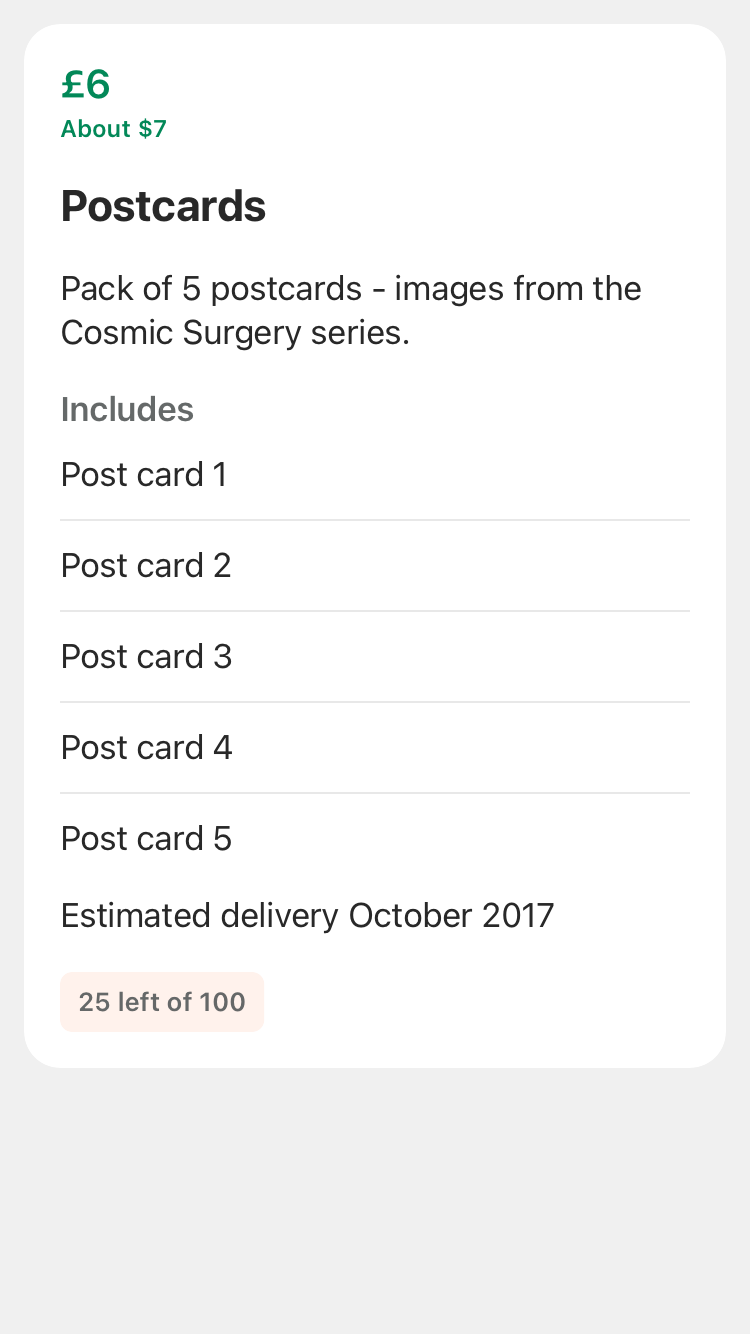 £6
About $7
Postcards
Pack of 5 postcards - images from the
Cosmic Surgery series.
Includes
Post card 1
Post card 2
Post card 3
Post card 4
Post card 5
Estimated delivery October 2017
25 left of 100